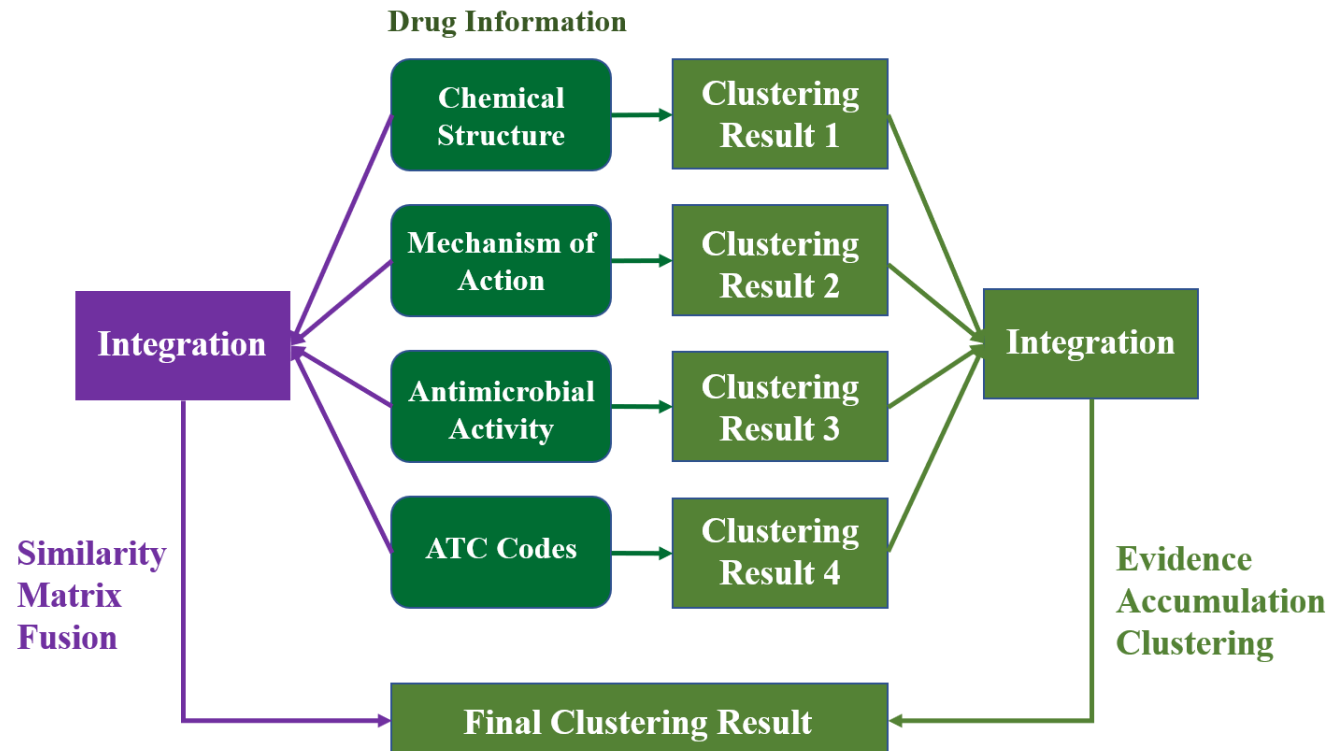 Drug Information
Chemical
Structure
Clustering
Result 1
Mechanism of
Action
Clustering
Result 2
Integration
Integration
Antimicrobial
Activity
Clustering
Result 3
ATC Codes
Clustering
Result 4
Similarity
Matrix
Fusion
Evidence
Accumulation
Clustering
Final Clustering Result